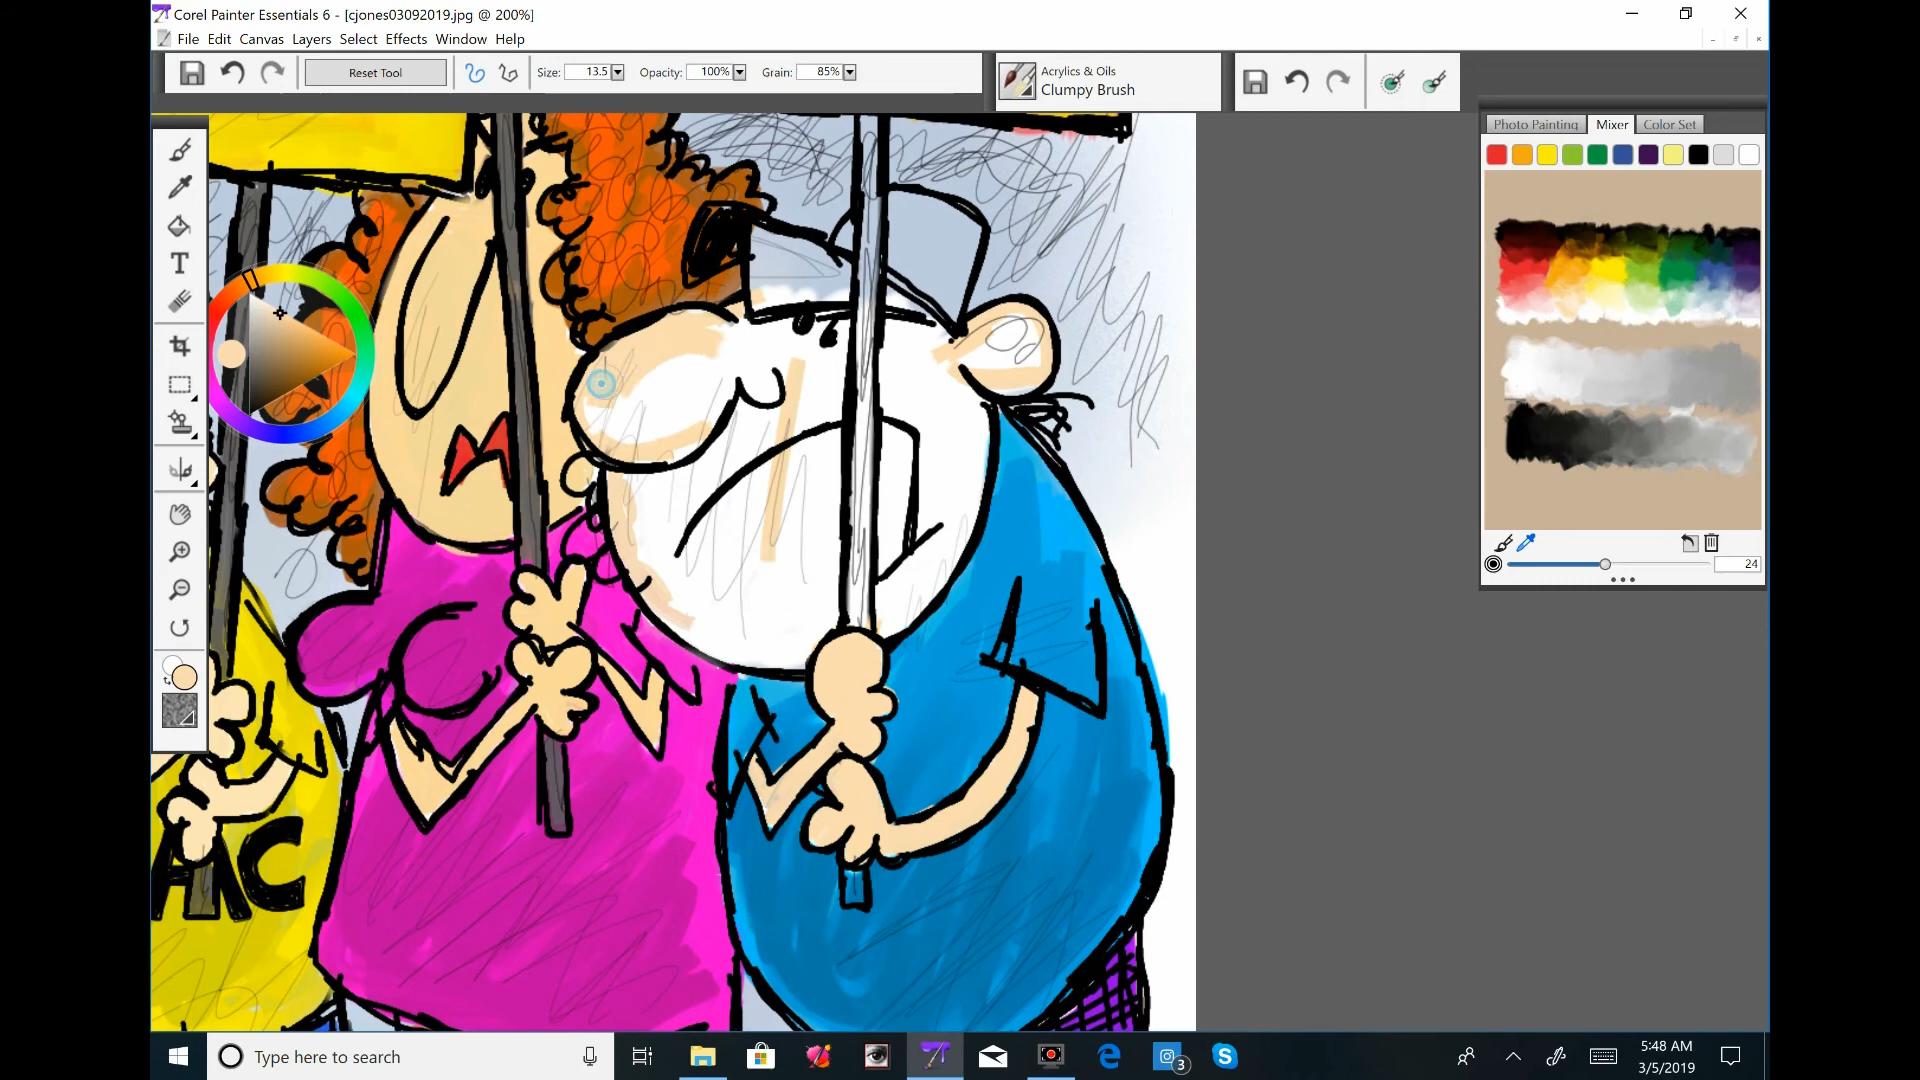 Corel Painter Essentials 6 - [cjones03092019.jpg @ 200%]
File Edit Canvas Layers Select Effects Window Help
Reset Tool Size: 13.5 Opacity: 100% Grain: 85%
Acrylics & Oils
Clumpy Brush
Photo Painting Mixer Color Set
T
24
AC
Type here to search
3
5:48 AM
3/5/2019